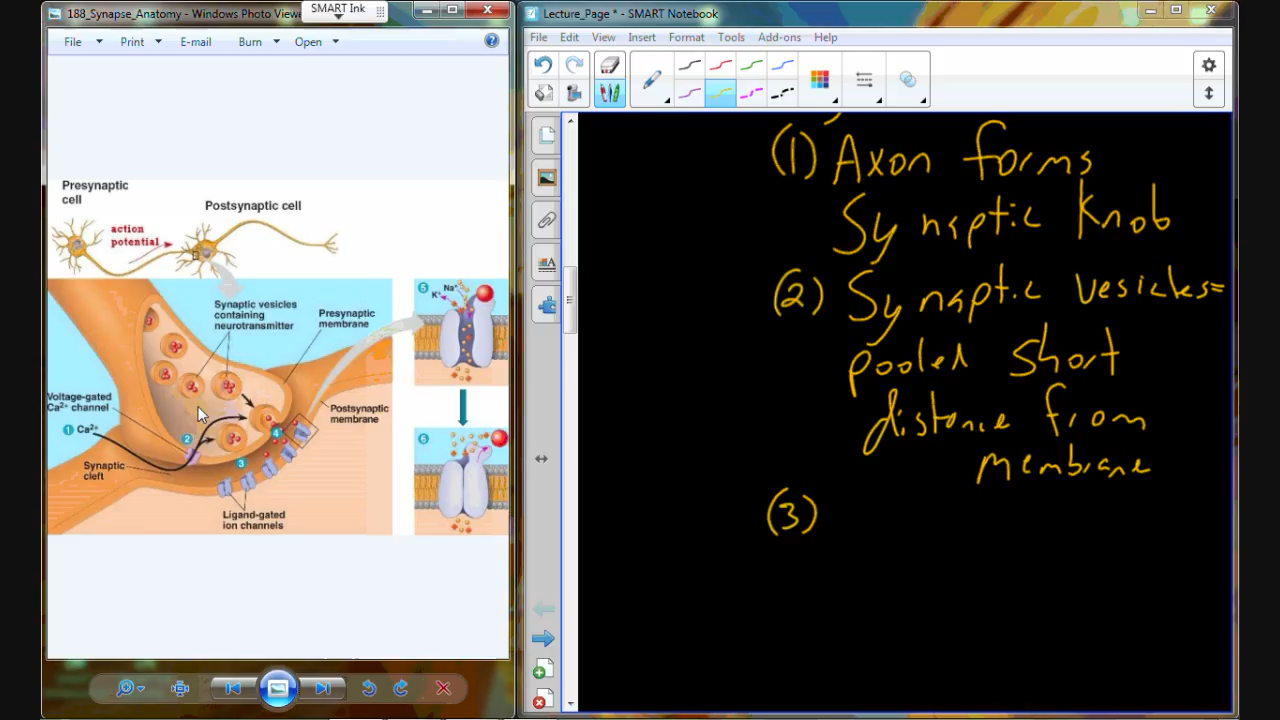 188_Synapse_Anatomy - Windows Photo Viewe
SMART Ink
File Print E-mail Burn Open
Presynaptic
cell
Postsynaptic cell
action
potential
Synaptic vesicles
containing
neurotransmitter
Presynaptic
membrane
Voltage-gated
Ca2+ channel
1 Ca2+
2
3
4
Synaptic
cleft
Postsynaptic
membrane
Ligand-gated
ion channels
5
Na+
K+
6
Lecture_Page * - SMART Notebook
File Edit View Insert Format Tools Add-ons Help
(1) Axon forms
Synaptic Knob
(2) Synaptic vesicles=
pooled short
distance from
membrane
(3)